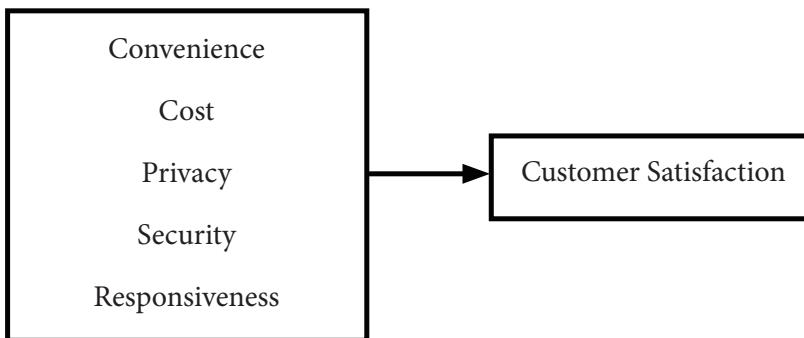 Convenience
Cost
Privacy
Security
Responsiveness
Customer Satisfaction